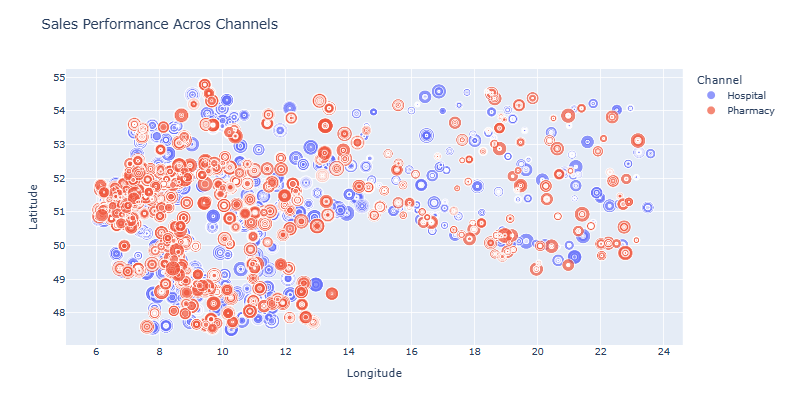 Sales Performance Acros Channels
Channel
Hospital
Pharmacy
55
54
53
52
51
50
49
48
Latitude
6 8 10 12 14 16 18 20 22 24
Longitude